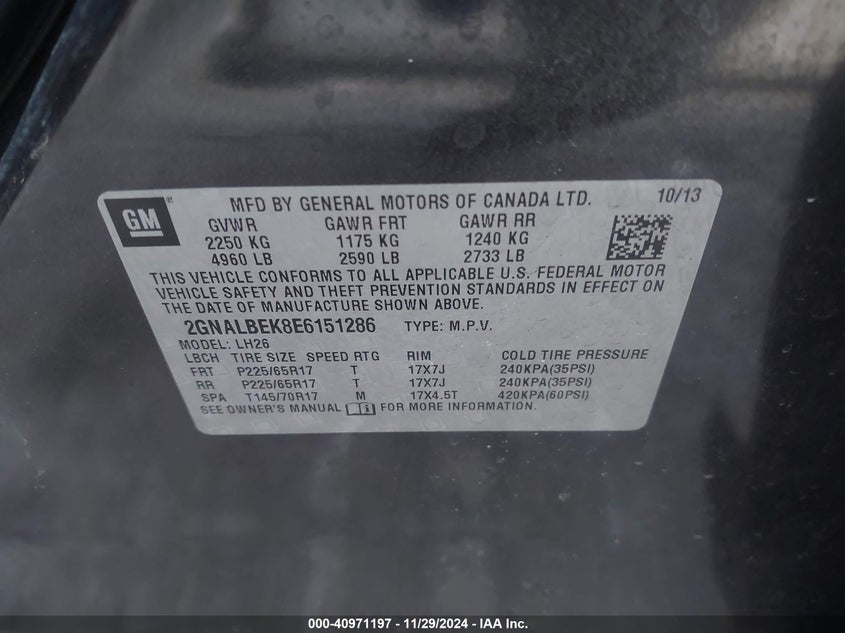 GM
MFD BY GENERAL MOTORS OF CANADA LTD. 10/13
GVWR GAWR FRT GAWR RR
2250 KG 1175 KG 1240 KG
4960 LB 2590 LB 2733 LB
THIS VEHICLE CONFORMS TO ALL APPLICABLE U.S. FEDERAL MOTOR
VEHICLE SAFETY AND THEFT PREVENTION STANDARDS IN EFFECT ON
THE DATE OF MANUFACTURE SHOWN ABOVE.
2GNALBEK8E6151286 TYPE: M.P.V.
MODEL: LH26
LBCH TIRE SIZE SPEED RTG RIM COLD TIRE PRESSURE
FRT P225/65R17 T 17X7J 240KPA(35PSI)
RR P225/65R17 T 17X7J 240KPA(35PSI)
SPA T145/70R17 M 17X4.5T 420KPA(60PSI)
SEE OWNER'S MANUAL FOR MORE INFORMATION.
000-40971197 - 11/29/2024 - IAA Inc.